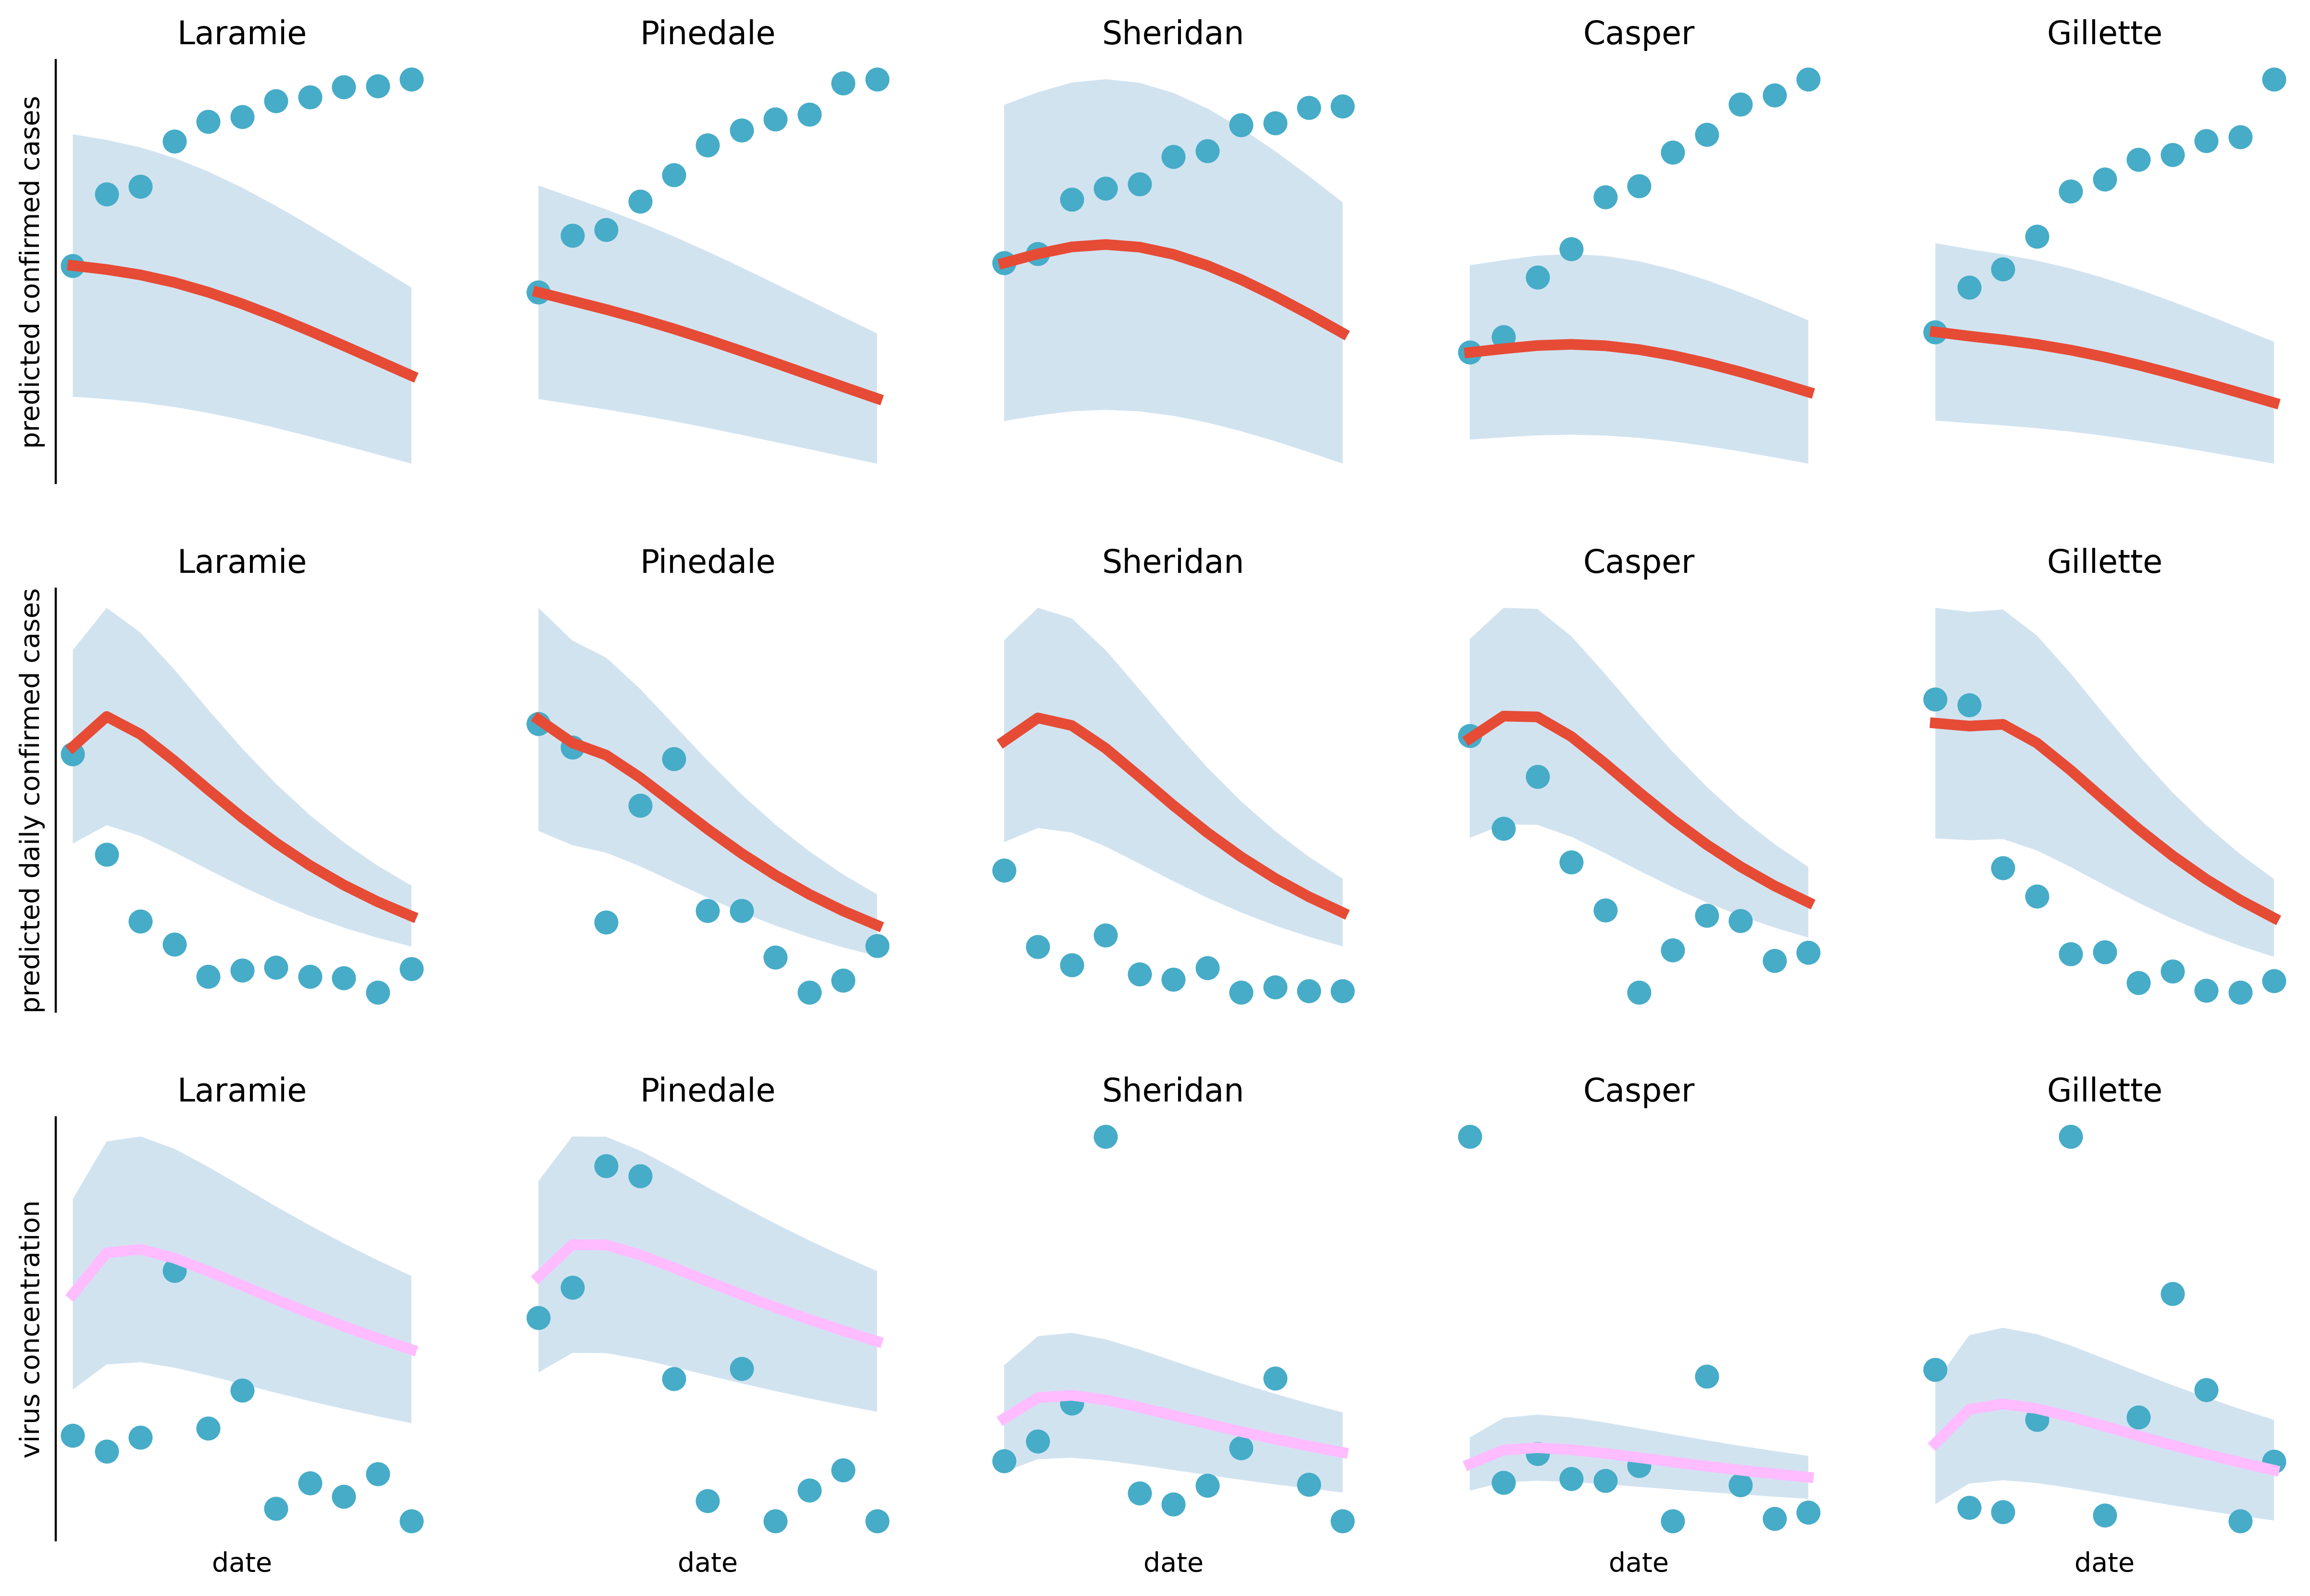 Laramie
Pinedale
Sheridan
Casper
Gillette
predicted confirmed cases
Laramie
Pinedale
Sheridan
Casper
Gillette
predicted daily confirmed cases
Laramie
Pinedale
Sheridan
Casper
Gillette
virus concentration
date
date
date
date
date